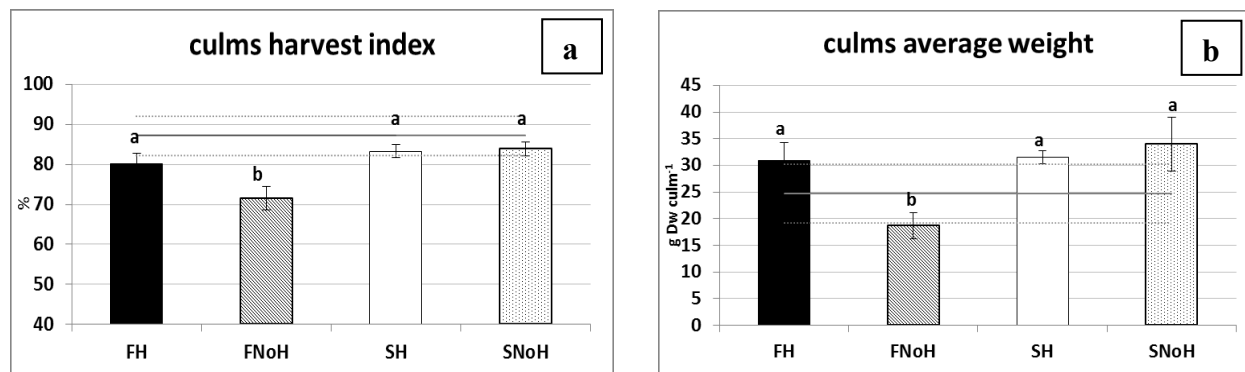 culms harvest index
a
100
90
80
70
60
50
40
%
a
b
a
a
FH
FNoH
SH
SNoH
culms average weight
b
45
40
35
30
25
20
15
10
5
0
g Dw culm⁻¹
a
b
a
a
FH
FNoH
SH
SNoH